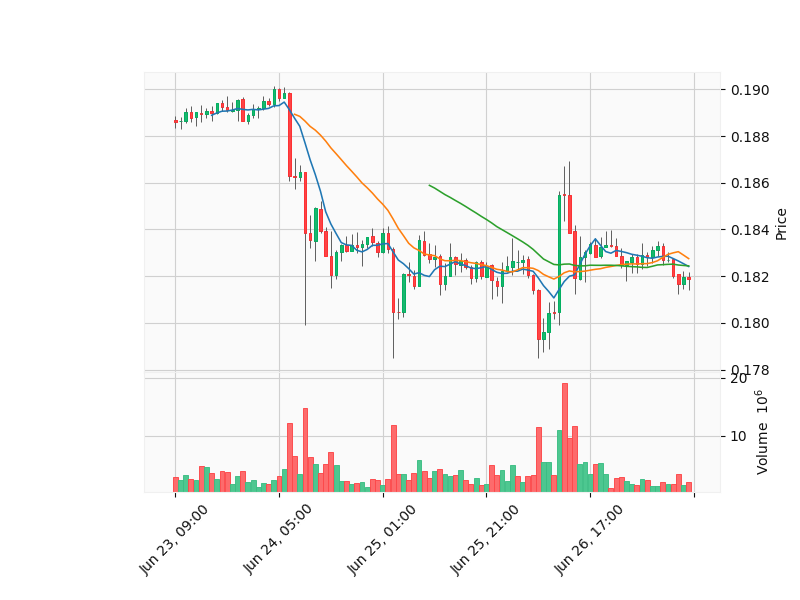 0.190
0.188
0.186
0.184
0.182
0.180
0.178
Price
20
10
Volume 10^6
Jun 23, 09:00
Jun 24, 05:00
Jun 25, 01:00
Jun 25, 21:00
Jun 26, 17:00